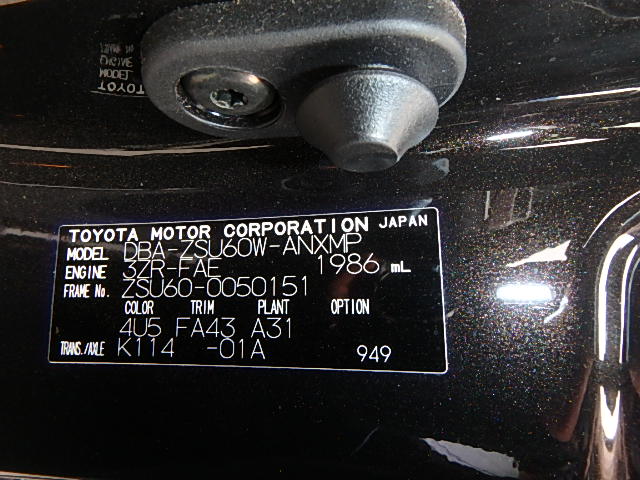 TOYOTA MOTOR CORPORATION JAPAN
MODEL DBA-ZSU60W-ANXMP
ENGINE 3ZR-FAE 1986 mL
FRAME No. ZSU60-0050151
COLOR TRIM PLANT OPTION
4U5 FA43 A31
TRANS./AXLE K114 -01A 949